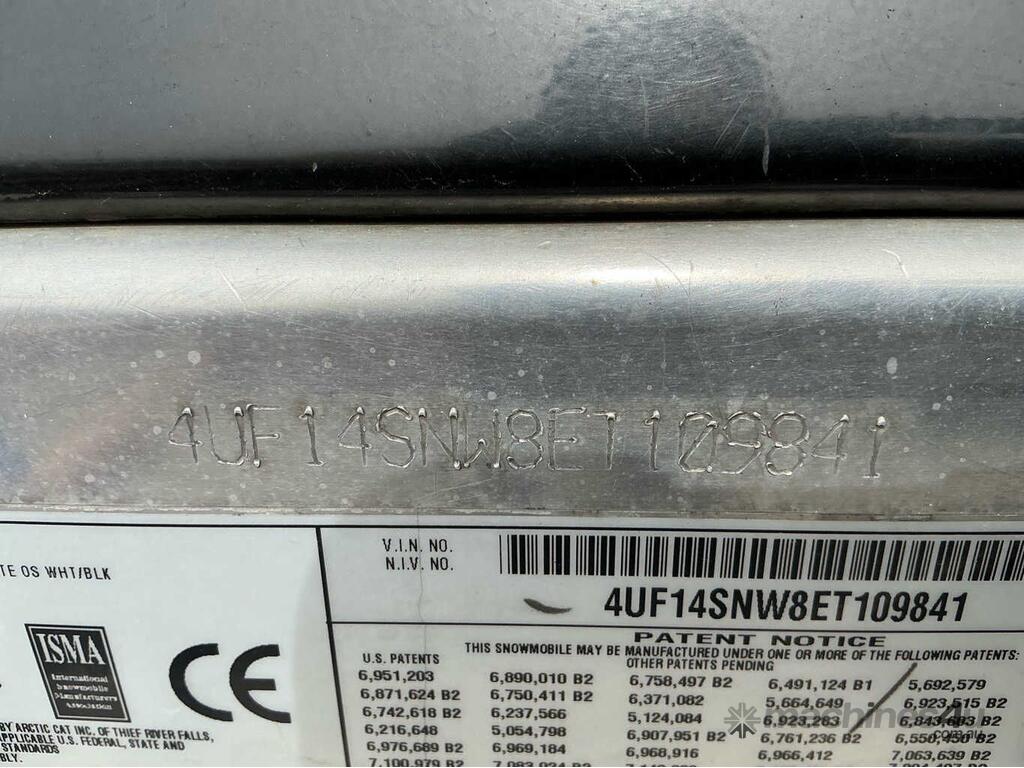 4UF14SNW8ET109841
TE OS WHT/BLK
V.I.N. NO.
N.I.V. NO.
4UF14SNW8ET109841
PATENT NOTICE
THIS SNOWMOBILE MAY BE MANUFACTURED UNDER ONE OR MORE OF THE FOLLOWING PATENTS:
OTHER PATENTS PENDING
U.S. PATENTS
6,951,203 6,890,010 B2 6,758,497 B2 6,491,124 B1 5,692,579
6,871,624 B2 6,750,411 B2 6,371,082 5,664,649 6,923,515 B2
6,742,618 B2 6,237,566 5,124,084 6,923,283
6,216,648 5,054,798 6,907,951 B2 6,761,236 B2 6,550,450 B2
6,976,689 B2 6,969,184 6,968,916 6,966,412 7,063,639 B2
7,100,979 B2
ISMA
International
Snowmobile
Manufacturers
Association
CE
BY ARCTIC CAT INC. OF THIEF RIVER FALLS,
APPLICABLE U.S. FEDERAL, STATE AND
STANDARDS
BLY.
.com.au